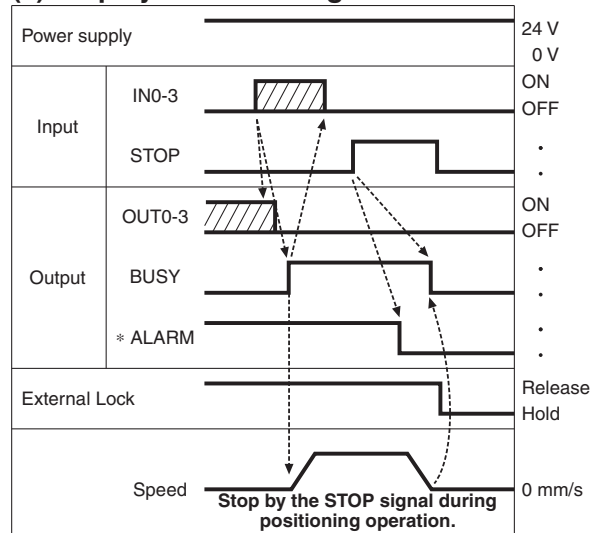 Power supply
24 V
0 V
Input
IN0-3
ON
OFF
STOP
Output
OUT0-3
ON
OFF
BUSY
* ALARM
External Lock
Release
Hold
Speed
0 mm/s
Stop by the STOP signal during
positioning operation.